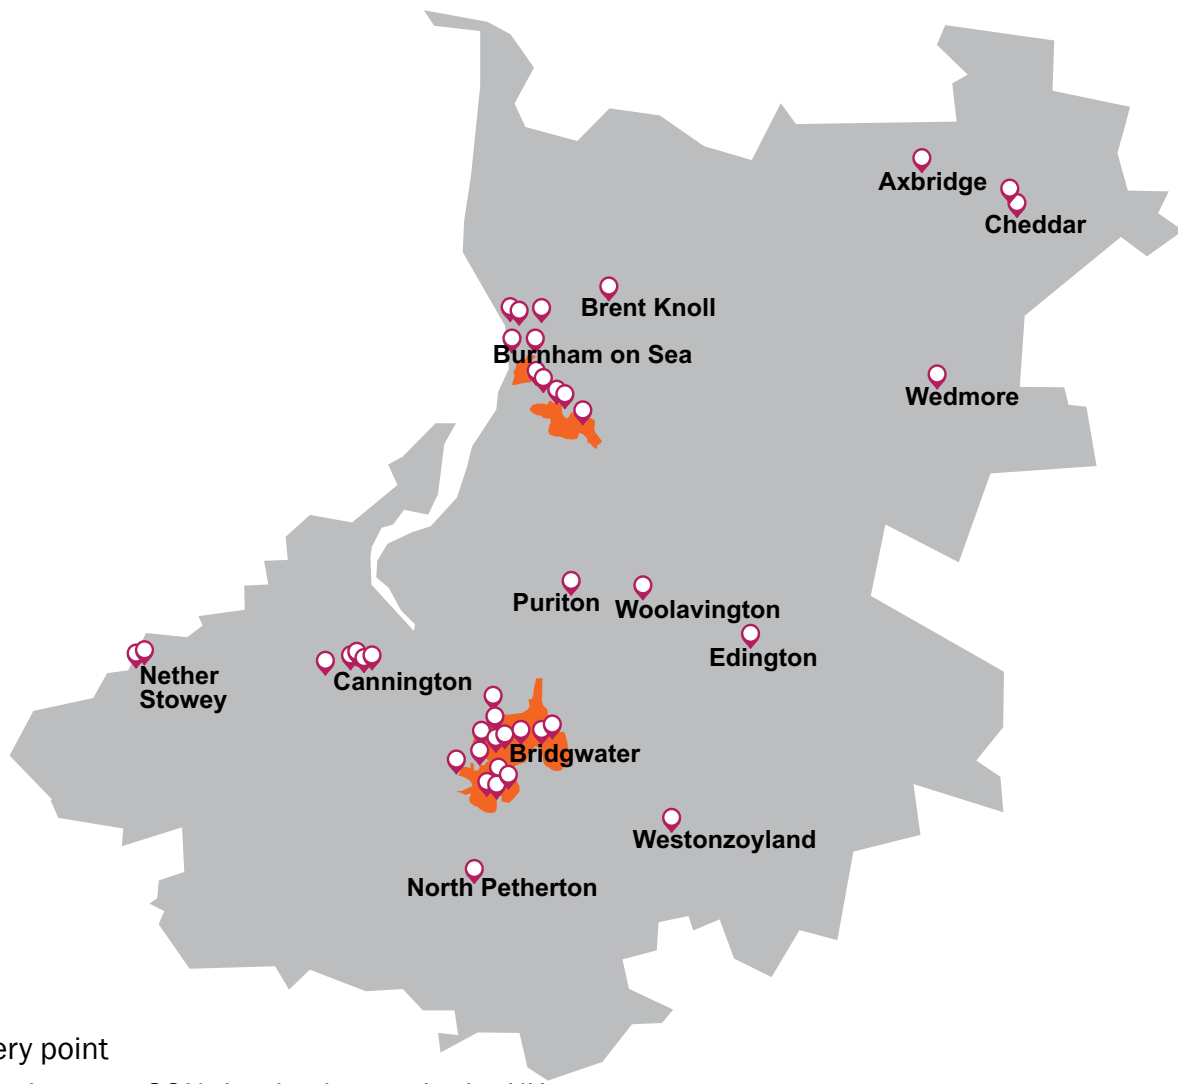 Axbridge
Cheddar
Brent Knoll
Burnham on Sea
Wedmore
Puriton
Woolavington
Edington
Nether
Stowey
Cannington
Bridgwater
Westonzoyland
North Petherton
ery point